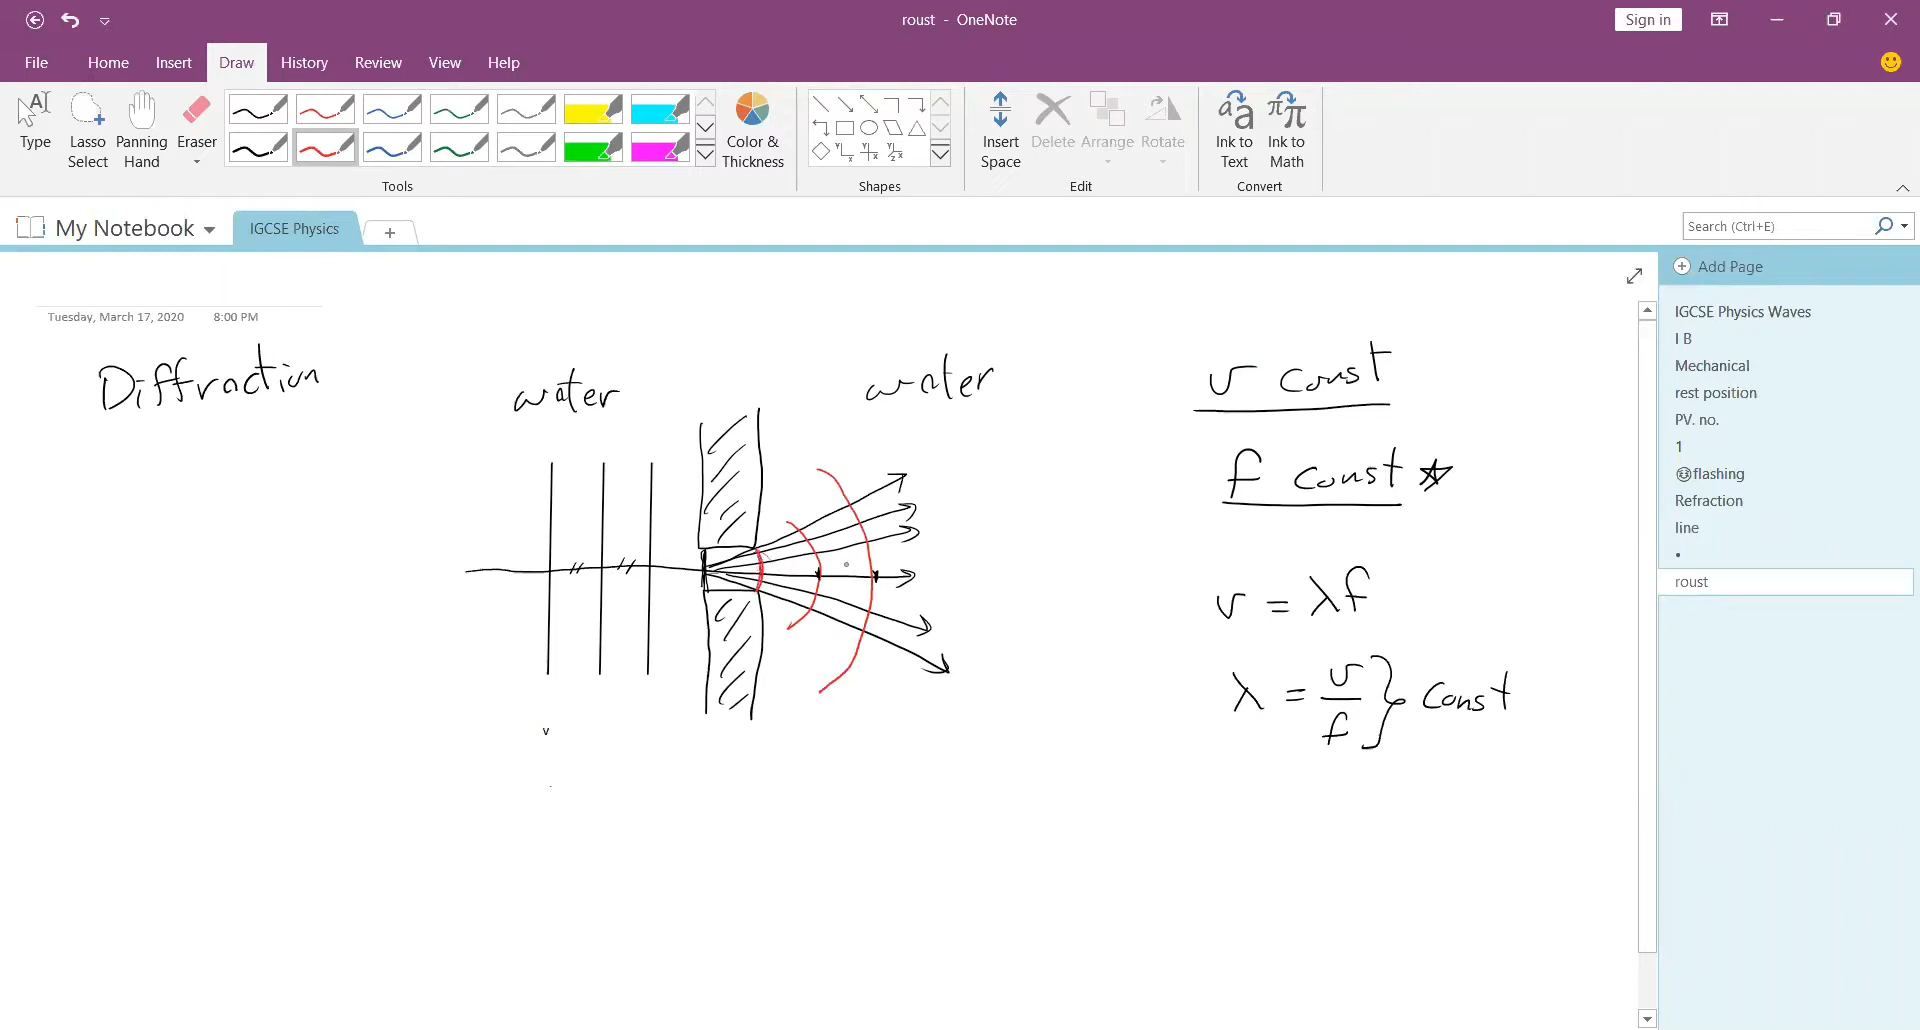 roust - OneNote
Sign in
File Home Insert Draw History Review View Help
Type
Lasso Select
Panning Hand
Eraser
Color & Thickness
Insert Space
Delete
Arrange
Rotate
Ink to Text
Ink to Math
Tools
Shapes
Edit
Convert
My Notebook
IGCSE Physics
Search (Ctrl+E)
Add Page
IGCSE Physics Waves
I B
Mechanical
rest position
PV. no.
1
flashing
Refraction
line
•
roust
Tuesday, March 17, 2020 8:00 PM
Diffraction
water
water
v const
f const
v = λf
λ = v/f } const
v